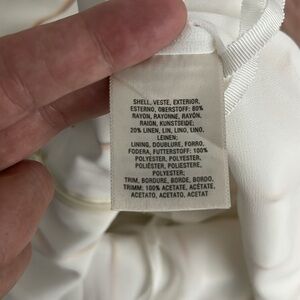 SHELL, VESTE, EXTERIOR,
ESTERNO, OBERSTOFF: 80%
RAYON, RAYONNE, RAYÓN,
RAION, KUNSTSEIDE;
20% LINEN, LIN, LINO, LINO,
LEINEN;
LINING, DOUBLURE, FORRO,
FODERA, FUTTERSTOFF: 100%
POLYESTER, POLYESTER,
POLIÉSTER, POLIESTERE,
POLYESTER;
TRIM, BORDURE, BORDE, BORDO,
TRIMM: 100% ACETATE, ACÉTATE,
ACETATO, ACETATO, ACETAT